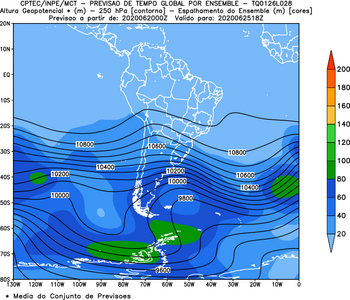 CPTEC/INPE/MCT - PREVISAO DE TEMPO GLOBAL POR ENSEMBLE - TQ0126L028
Altura Geopotencial * (m) - 250 hPa [contorno] - Espalhamento do Ensemble (m) [cores]
Previsao a partir de: 2020062000Z Valido para: 2020062518Z
20N
10N
EQ
10S
20S
30S
40S
50S
60S
70S
80S
130W 120W 110W 100W 90W 80W 70W 60W 50W 40W 30W 20W 10W 0
10800
10600
10800
10400
10200
10200
10600
10000
10000
10400
9800
9600
200
180
160
140
120
100
80
60
40
20
* Media do Conjunto de Previsoes